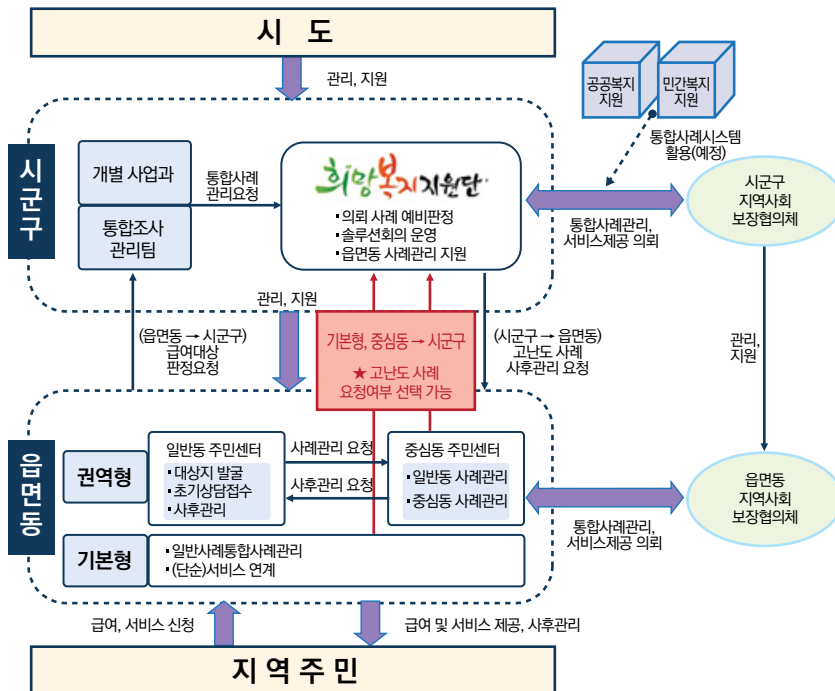 시 도
관리, 지원
공공복지
지원
민간복지
지원
통합사례시스템
활용(예정)
시군구
개별 사업과
통합조사
관리팀
통합사례
관리요청
희망복지지원단
▪ 의뢰 사례 예비판정
▪ 솔루션회의 운영
▪ 읍면동 사례관리 지원
통합사례관리,
서비스제공 의뢰
시군구
지역사회
보장협의체
관리, 지원
(읍면동 → 시군구)
급여대상
판정요청
기본형, 중심동 → 시군구
★ 고난도 사례
요청여부 선택 가능
(시군구 → 읍면동)
고난도 사례
사후관리 요청
관리,
지원
읍면동
권역형
일반동 주민센터
▪ 대상지 발굴
▪ 초기상담접수
▪ 사후관리
사례관리 요청
사후관리 요청
중심동 주민센터
▪ 일반동 사례관리
▪ 중심동 사례관리
통합사례관리,
서비스제공 의뢰
읍면동
지역사회
보장협의체
기본형
▪ 일반사례통합사례관리
▪ (단순)서비스 연계
급여, 서비스 신청
급여 및 서비스 제공, 사후관리
지역주민